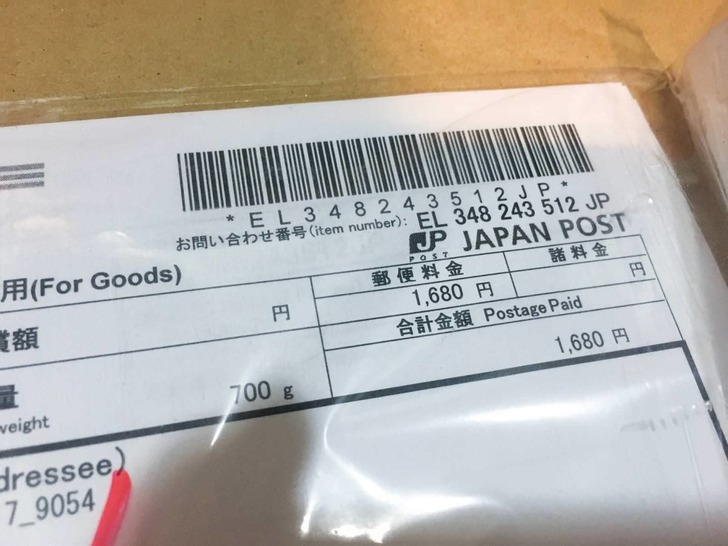 *EL348243512JP*
お問い合わせ番号(item number): EL 348 243 512 JP
JP POST JAPAN POST
用(For Goods)
郵便料金
諸料金
1,680 円
円
額
円
合計金額 Postage Paid
1,680 円
量
700 g
weight
dressee)
7_9054